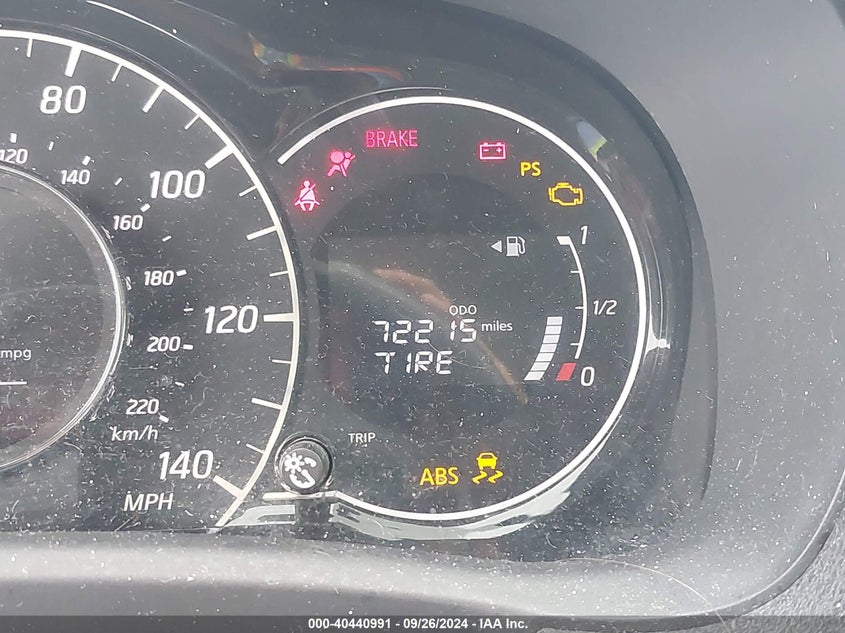 80
100
120
140
MPH
120
140
160
180
200
220
km/h
mpg
BRAKE
PS
1
1/2
0
ODO
72215 miles
TIRE
TRIP
ABS
000-40440991 - 09/26/2024 - IAA Inc.